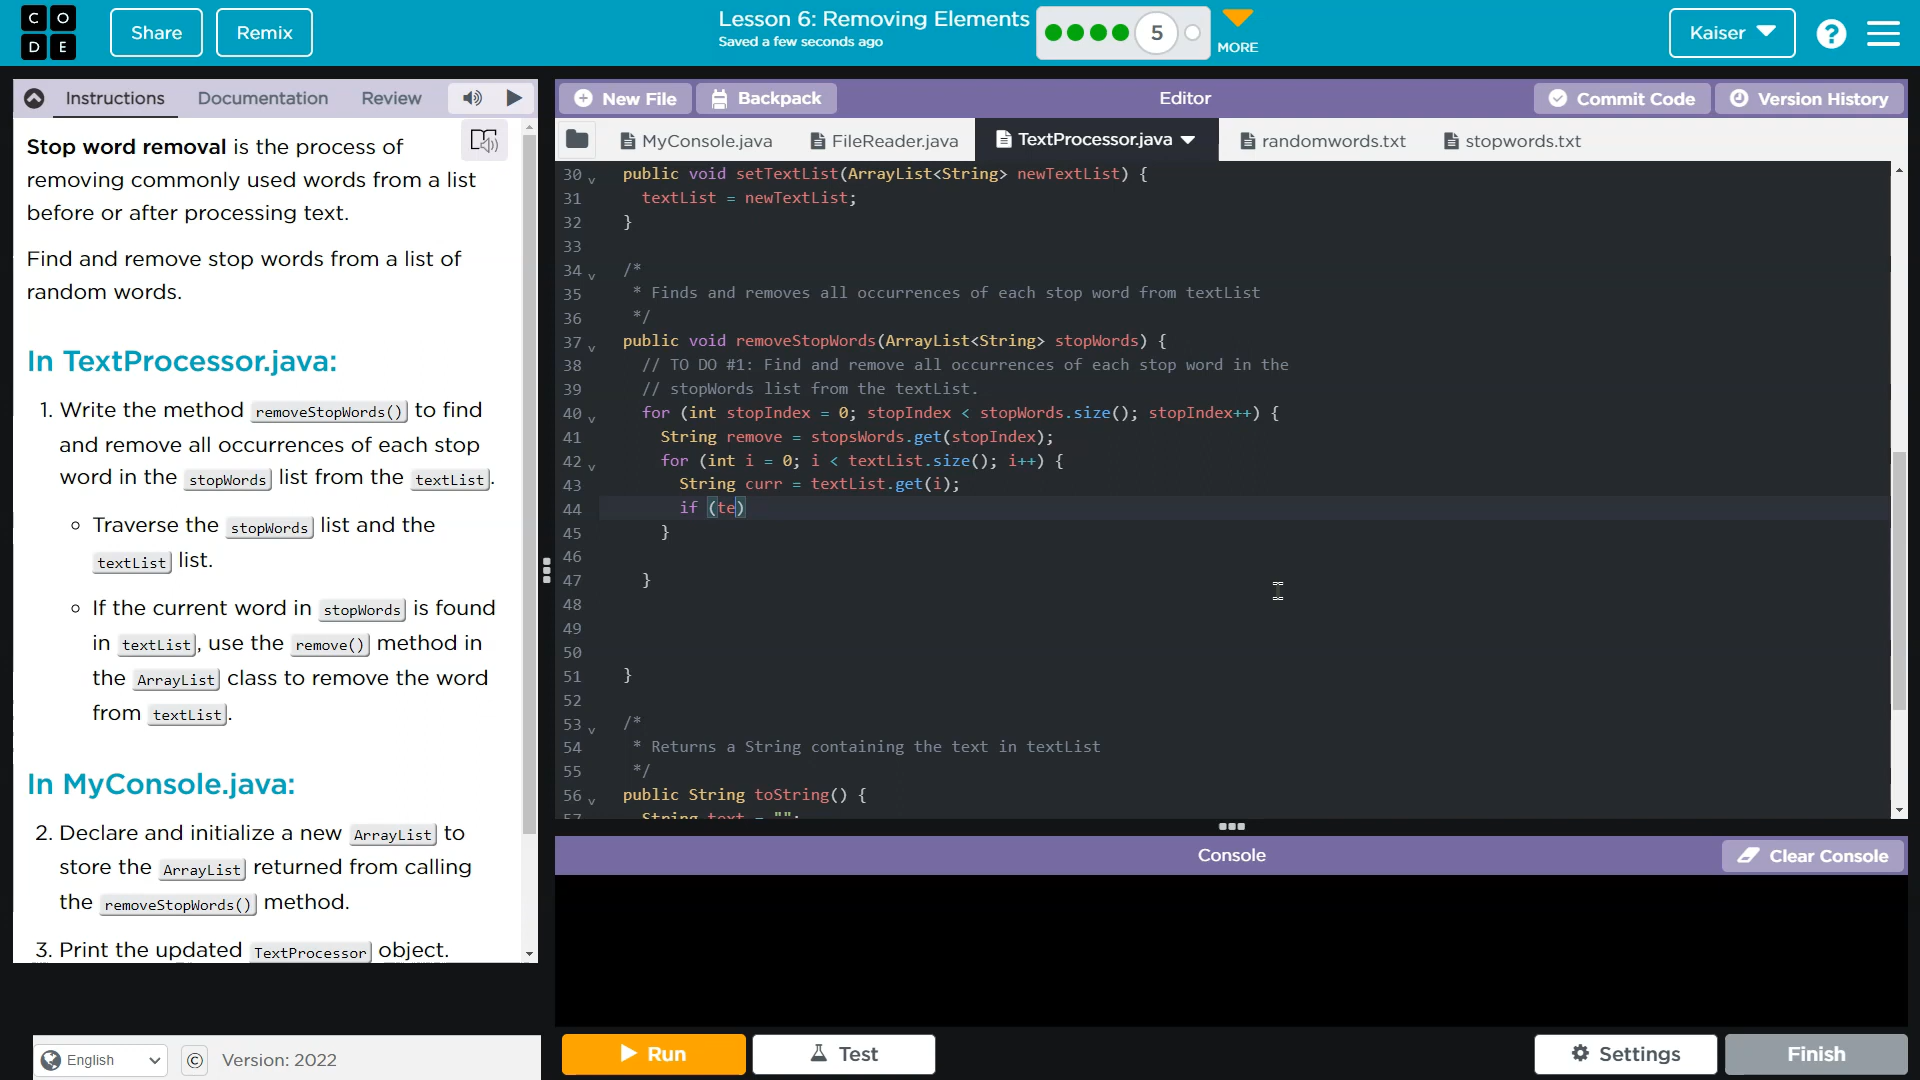 C O
D E
Share
Remix
Lesson 6: Removing Elements
Saved a few seconds ago
5
MORE
Kaiser
?
Instructions
Documentation
Review
Stop word removal is the process of
removing commonly used words from a list
before or after processing text.
Find and remove stop words from a list of
random words.
In TextProcessor.java:
1. Write the method removeStopWords() to find
and remove all occurrences of each stop
word in the stopWords list from the textList.
Traverse the stopWords list and the
textList list.
If the current word in stopWords is found
in textList, use the remove() method in
the ArrayList class to remove the word
from textList.
In MyConsole.java:
2. Declare and initialize a new ArrayList to
store the ArrayList returned from calling
the removeStopWords() method.
3. Print the updated TextProcessor object.
English
© Version: 2022
New File
Backpack
Editor
Commit Code
Version History
MyConsole.java
FileReader.java
TextProcessor.java
randomwords.txt
stopwords.txt
30 public void setTextList(ArrayList<String> newTextList) {
31 textList = newTextList;
32 }
33
34 /*
35 * Finds and removes all occurrences of each stop word from textList
36 */
37 public void removeStopWords(ArrayList<String> stopWords) {
38 // TO DO #1: Find and remove all occurrences of each stop word in the
39 // stopWords list from the textList.
40 for (int stopIndex = 0; stopIndex < stopWords.size(); stopIndex++) {
41 String remove = stopsWords.get(stopIndex);
42 for (int i = 0; i < textList.size(); i++) {
43 String curr = textList.get(i);
44 if (te)
45 }
46
47 }
48
49
50
51 }
52
53 /*
54 * Returns a String containing the text in textList
55 */
56 public String toString() {
57 String text = "";
Console
Clear Console
Run
Test
Settings
Finish